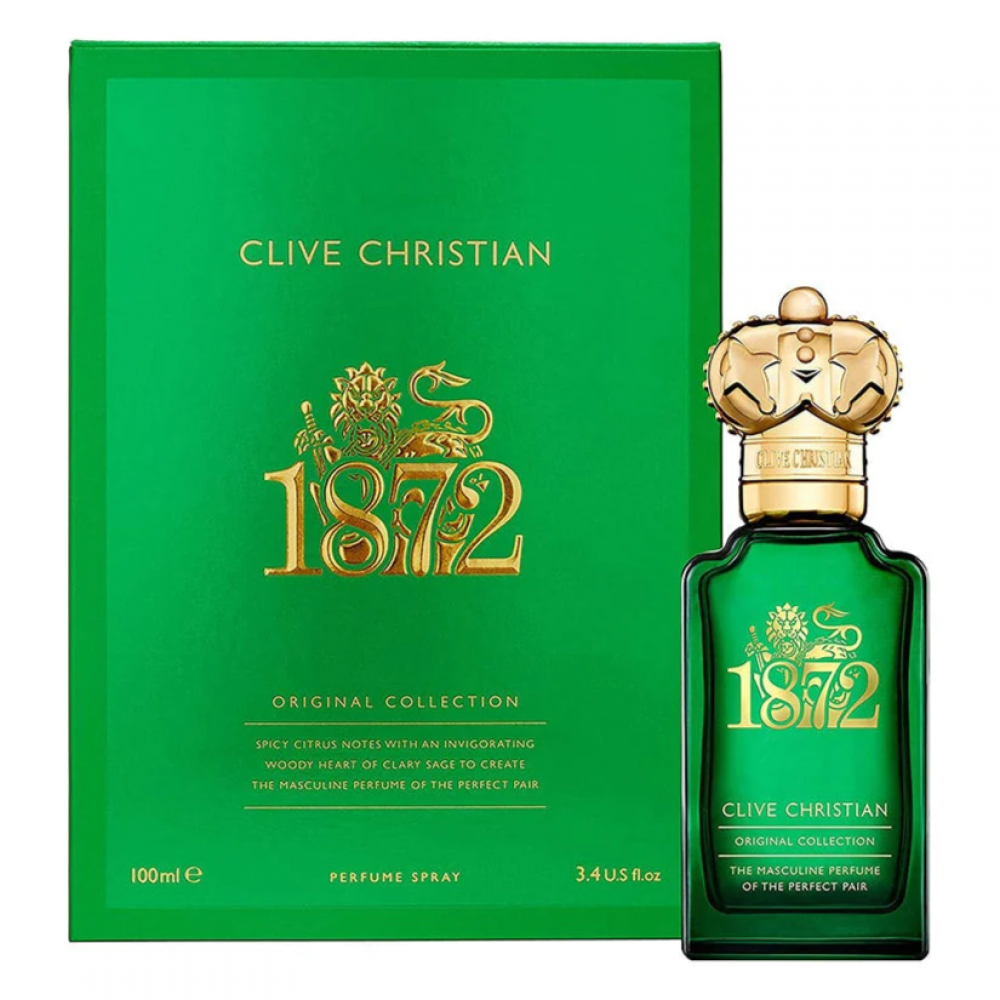 CLIVE CHRISTIAN
1872
ORIGINAL COLLECTION
SPICY CITRUS NOTES WITH AN INVIGORATING
WOODY HEART OF CLARY SAGE TO CREATE
THE MASCULINE PERFUME OF THE PERFECT PAIR
100ml ℮
PERFUME SPRAY
3.4 U.S fl.oz
CLIVE CHRISTIAN
1872
CLIVE CHRISTIAN
ORIGINAL COLLECTION
THE MASCULINE PERFUME
OF THE PERFECT PAIR